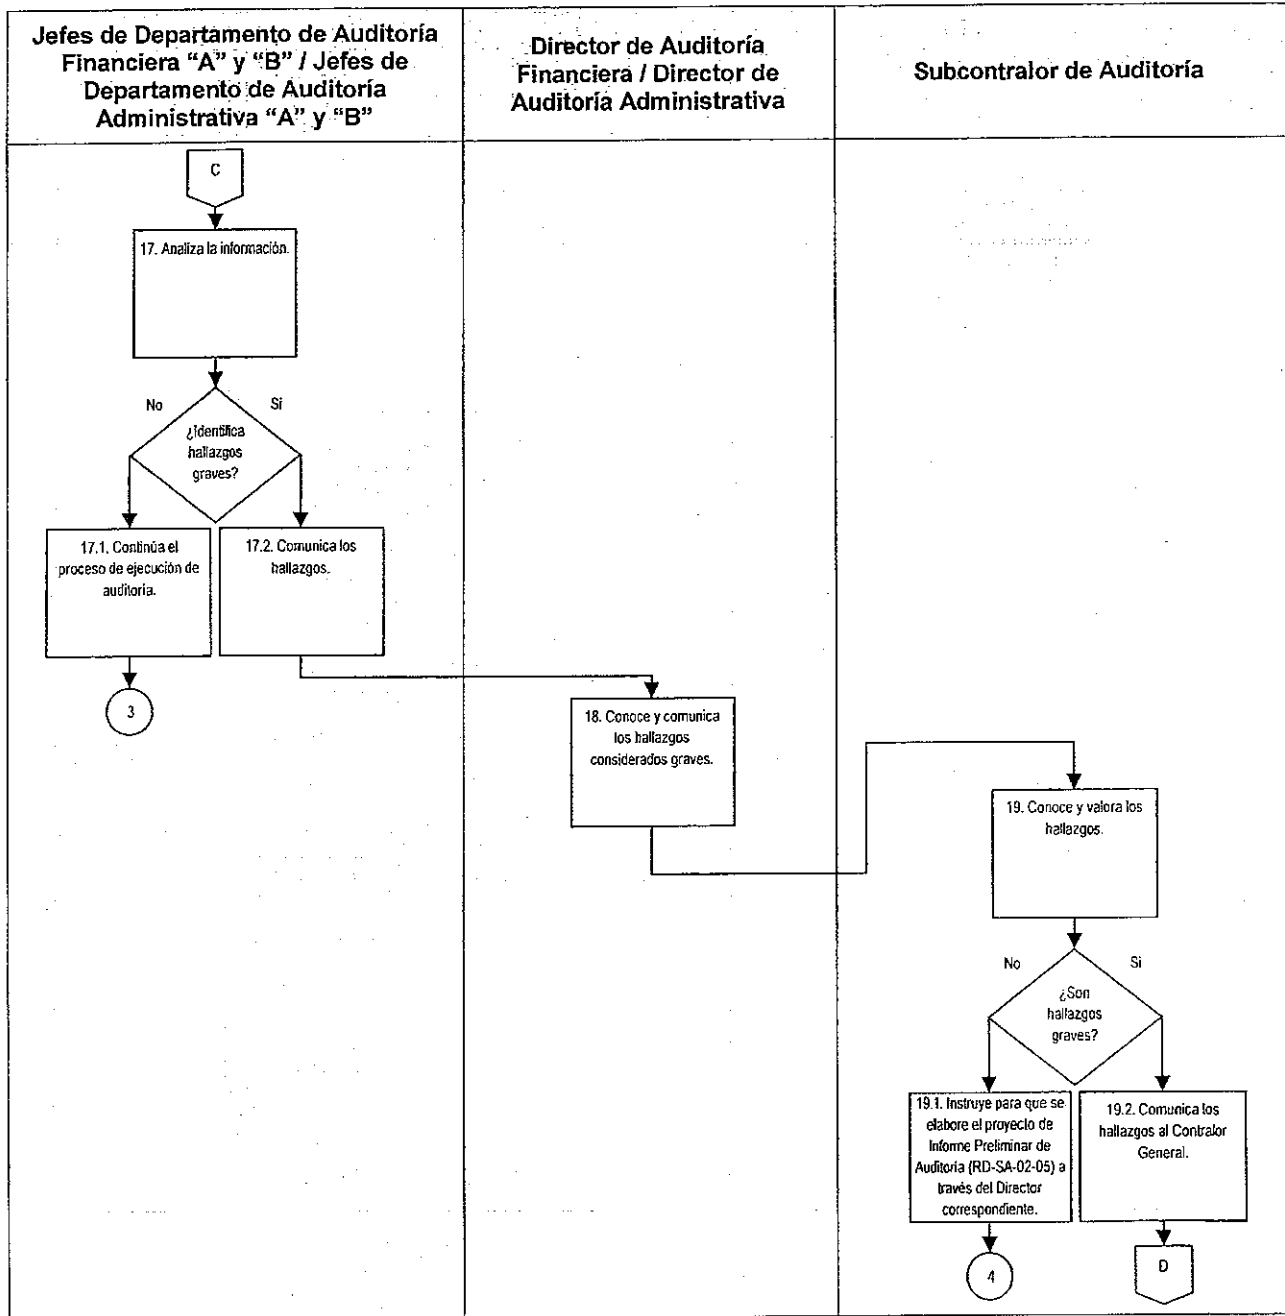 Jefes de Departamento de Auditoría
Financiera “A” y “B” / Jefes de
Departamento de Auditoría
Administrativa “A” y “B”
Director de Auditoría
Financiera / Director de
Auditoría Administrativa
Subcontralor de Auditoría
C
17. Analiza la información.
No
Si
¿Identifica
hallazgos
graves?
17.1. Continúa el
proceso de ejecución de
auditoria.
17.2. Comunica los
hallazgos.
3
18. Conoce y comunica
los hallazgos
considerados graves.
19. Conoce y valora los
hallazgos.
No
Si
¿Son
hallazgos
graves?
19.1. Instruye para que se
elabore el proyecto de
Informe Preliminar de
Auditoría (RD-SA-02-05) a
través del Director
correspondiente.
19.2. Comunica los
hallazgos al Contralor
General.
4
D